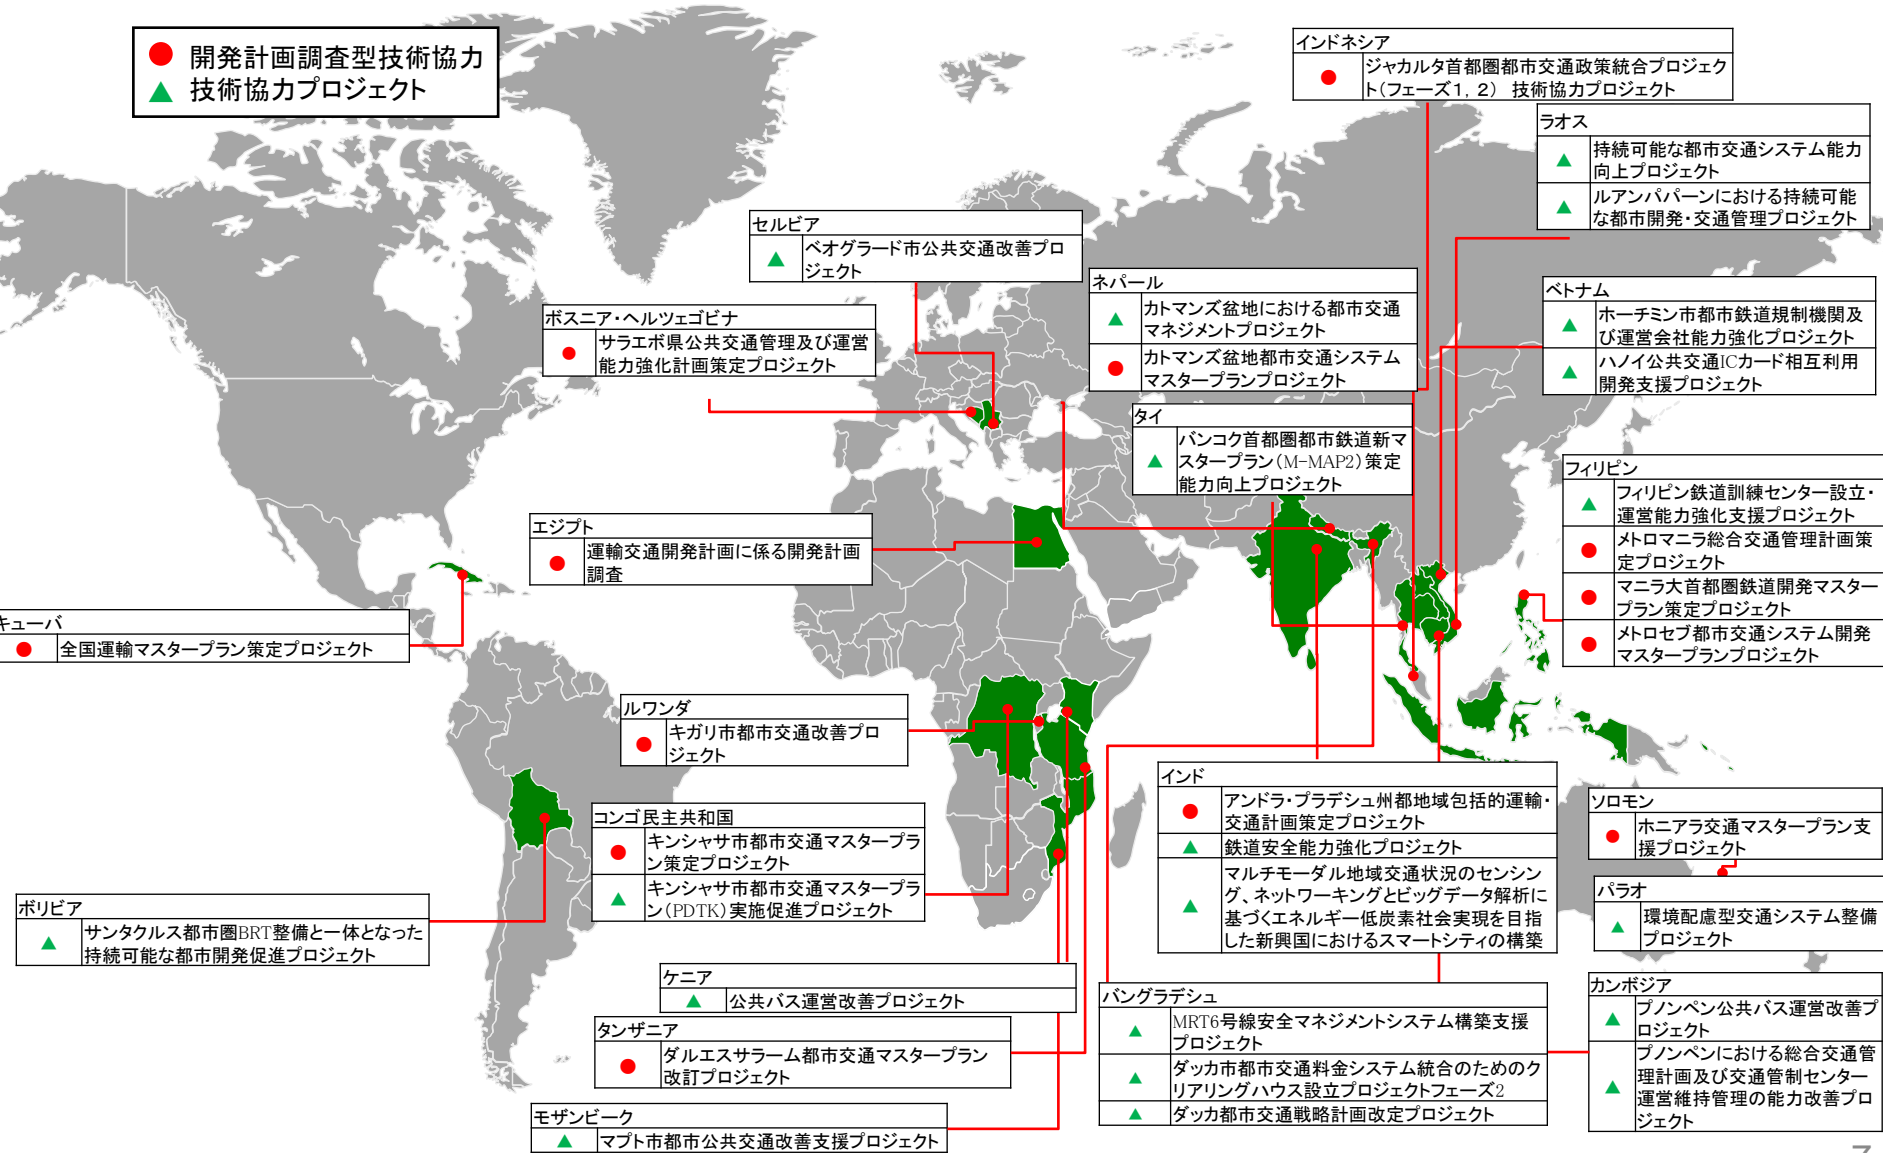 開発計画調査型技術協力
技術協力プロジェクト
インドネシア
ジャカルタ首都圏都市交通政策統合プロジェク
ト(フェーズ1，2)　技術協力プロジェクト
ラオス
持続可能な都市交通システム能力
向上プロジェクト
ルアンパバーンにおける持続可能
な都市開発・交通管理プロジェクト
セルビア
ベオグラード市公共交通改善プロ
ジェクト
ネパール
カトマンズ盆地における都市交通
マネジメントプロジェクト
カトマンズ盆地都市交通システム
マスタープランプロジェクト
ベトナム
ホーチミン市都市鉄道規制機関及
び運営会社能力強化プロジェクト
ハノイ公共交通ICカード相互利用
開発支援プロジェクト
ボスニア・ヘルツェゴビナ
サラエボ県公共交通管理及び運営
能力強化計画策定プロジェクト
タイ
バンコク首都圏都市鉄道新マ
スタープラン(M-MAP2)策定
能力向上プロジェクト
フィリピン
フィリピン鉄道訓練センター設立・
運営能力強化支援プロジェクト
メトロマニラ総合交通管理計画策
定プロジェクト
マニラ大首都圏鉄道開発マスター
プラン策定プロジェクト
メトロセブ都市交通システム開発
マスタープランプロジェクト
エジプト
運輸交通開発計画に係る開発計画
調査
キューバ
全国運輸マスタープラン策定プロジェクト
ルワンダ
キガリ市都市交通改善プロ
ジェクト
コンゴ民主共和国
キンシャサ市都市交通マスタープラ
ン策定プロジェクト
キンシャサ市都市交通マスタープラ
ン(PDTK)実施促進プロジェクト
インド
アンドラ・プラデシュ州都地域包括的運輸・
交通計画策定プロジェクト
鉄道安全能力強化プロジェクト
マルチモーダル地域交通状況のセンシン
グ、ネットワーキングとビッグデータ解析に
基づくエネルギー低炭素社会実現を目指
した新興国におけるスマートシティの構築
ソロモン
ホニアラ交通マスタープラン支
援プロジェクト
パラオ
環境配慮型交通システム整備
プロジェクト
ボリビア
サンタクルス都市圏BRT整備と一体となった
持続可能な都市開発促進プロジェクト
ケニア
公共バス運営改善プロジェクト
タンザニア
ダルエスサラーム都市交通マスタープラン
改訂プロジェクト
モザンビーク
マプト市都市公共交通改善支援プロジェクト
バングラデシュ
MRT6号線安全マネジメントシステム構築支援
プロジェクト
ダッカ市都市交通料金システム統合のためのク
リアリングハウス設立プロジェクトフェーズ2
ダッカ都市交通戦略計画改定プロジェクト
カンボジア
プノンペン公共バス運営改善プ
ロジェクト
プノンペンにおける総合交通管
理計画及び交通管制センター
運営維持管理の能力改善プロ
ジェクト